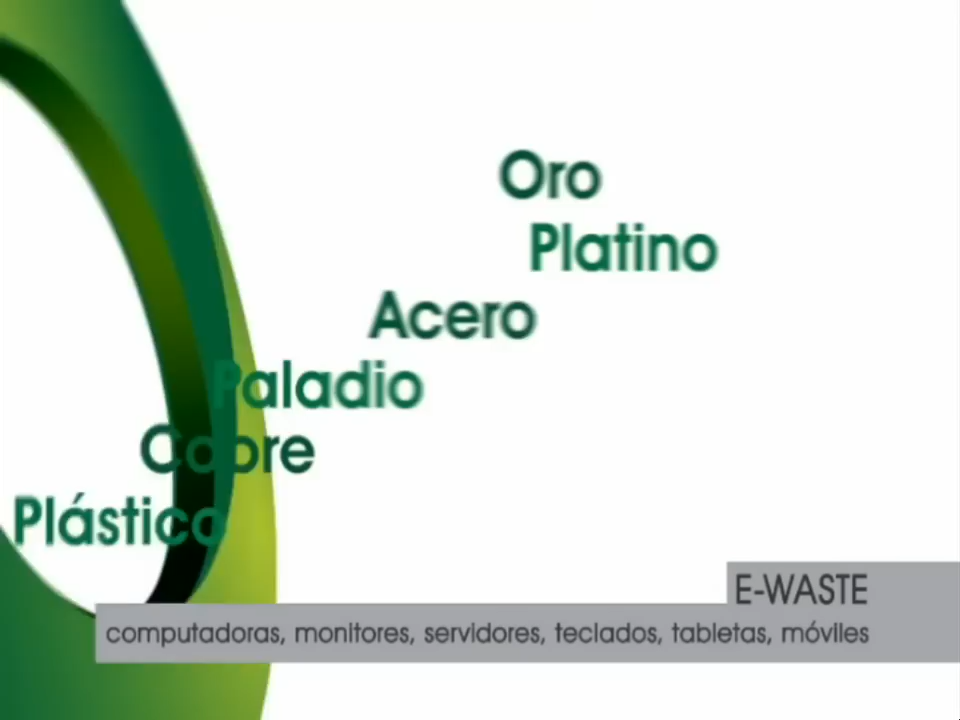 Oro
Platino
Acero
Paladio
Cobre
Plástico
E-WASTE
computadoras, monitores, servidores, teclados, tabletas, móviles